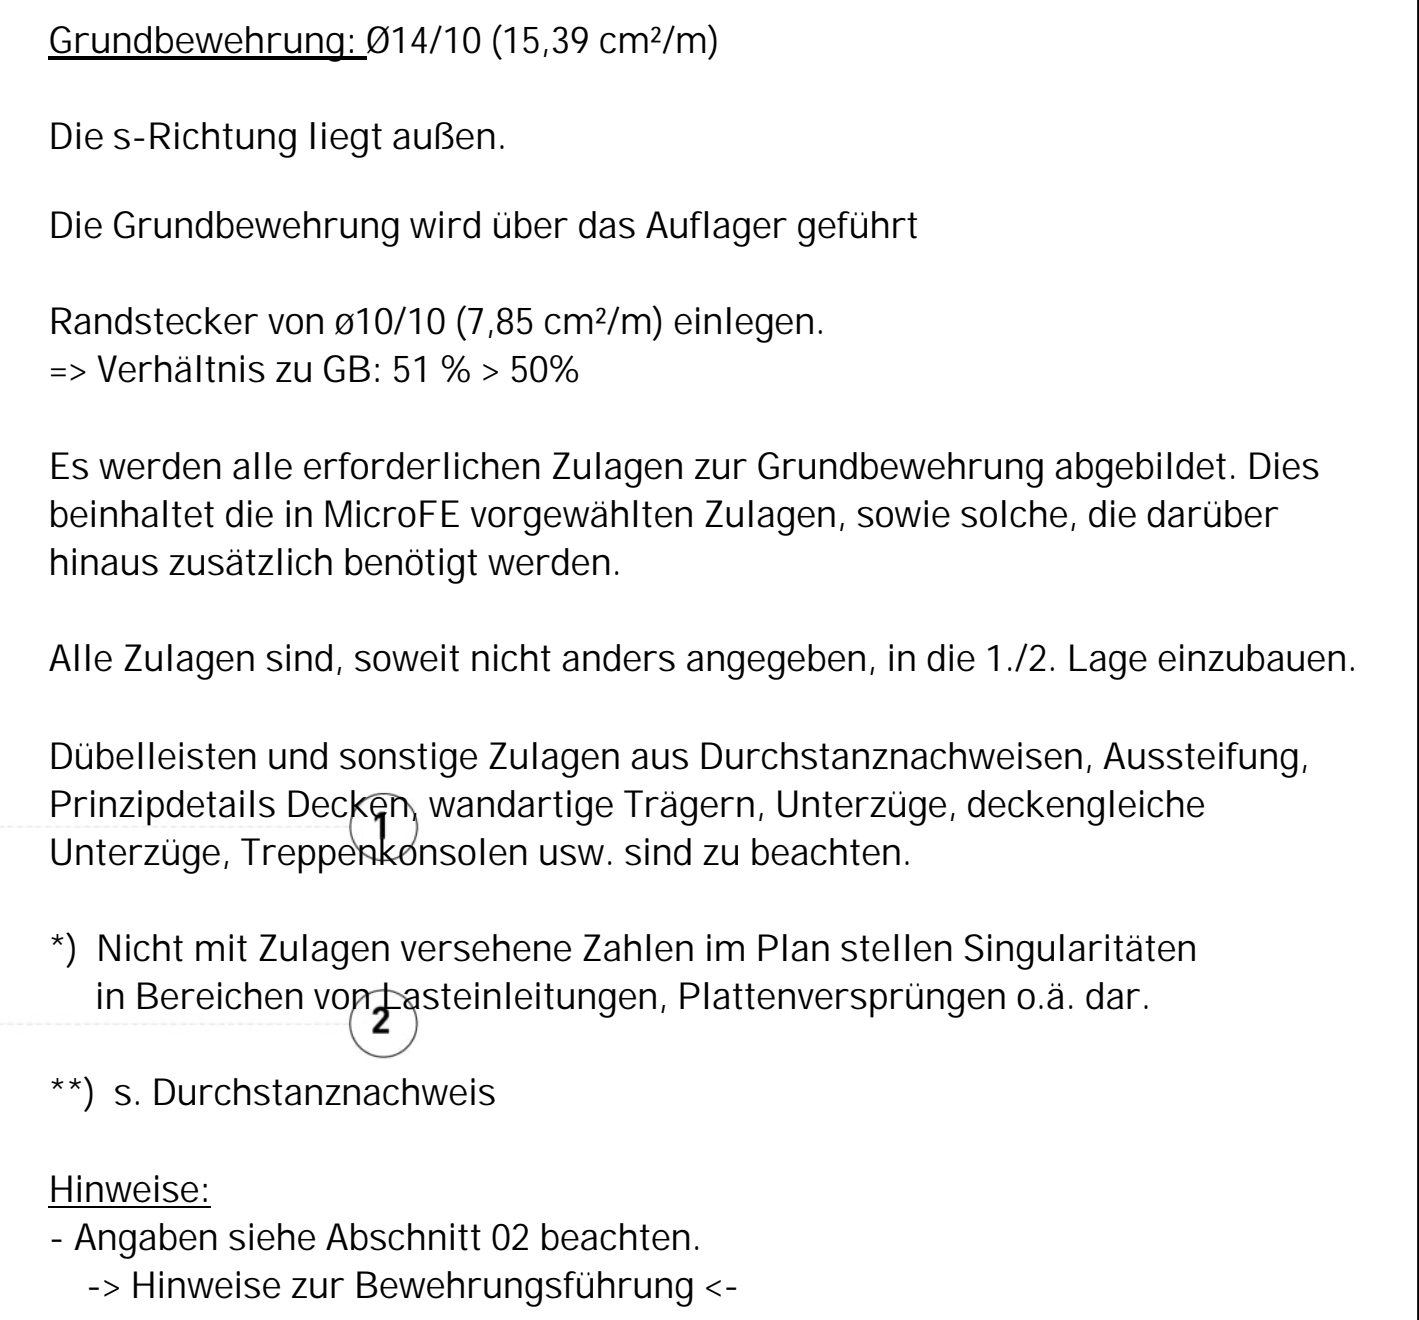 Grundbewehrung: Ø14/10 (15,39 cm²/m)
Die s-Richtung liegt außen.
Die Grundbewehrung wird über das Auflager geführt
Randstecker von ø10/10 (7,85 cm²/m) einlegen.
=> Verhältnis zu GB: 51 % > 50%
Es werden alle erforderlichen Zulagen zur Grundbewehrung abgebildet. Dies
beinhaltet die in MicroFE vorgewählten Zulagen, sowie solche, die darüber
hinaus zusätzlich benötigt werden.
Alle Zulagen sind, soweit nicht anders angegeben, in die 1./2. Lage einzubauen.
Dübelleisten und sonstige Zulagen aus Durchstanznachweisen, Aussteifung,
Prinzipdetails Decken, wandartige Trägern, Unterzüge, deckengleiche
1
Unterzüge, Treppenkonsolen usw. sind zu beachten.
*) Nicht mit Zulagen versehene Zahlen im Plan stellen Singularitäten
in Bereichen von Lasteinleitungen, Plattenversprüngen o.ä. dar.
2
**) s. Durchstanznachweis
Hinweise:
- Angaben siehe Abschnitt 02 beachten.
-> Hinweise zur Bewehrungsführung <-